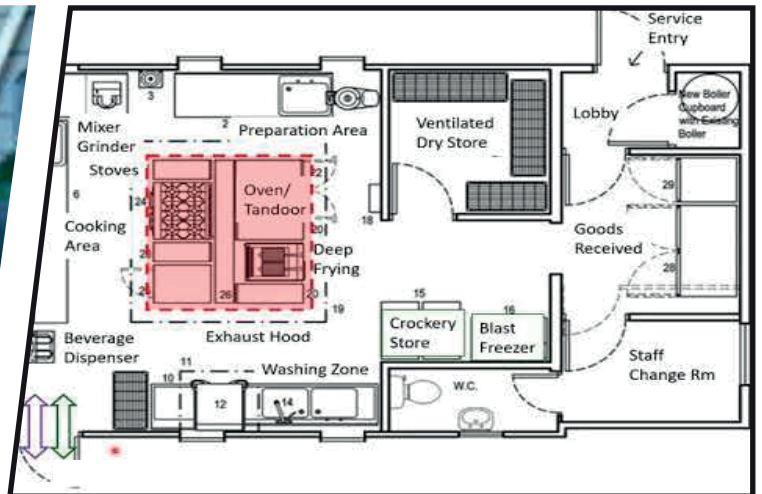 Service
Entry
3
New Boiler
Cupboard
with Existing
Boiler
Mixer
Grinder
2
Preparation Area
Ventilated
Dry Store
Lobby
Stoves
22
Oven/
Tandoor
6
24
18
29
Cooking
Area
20
Goods
Received
Deep
Frying
28
26
20
19
15
16
Exhaust Hood
Crockery
Store
Blast
Freezer
Beverage
Dispenser
11
Washing Zone
Staff
Change Rm
10
12
14
W.C.